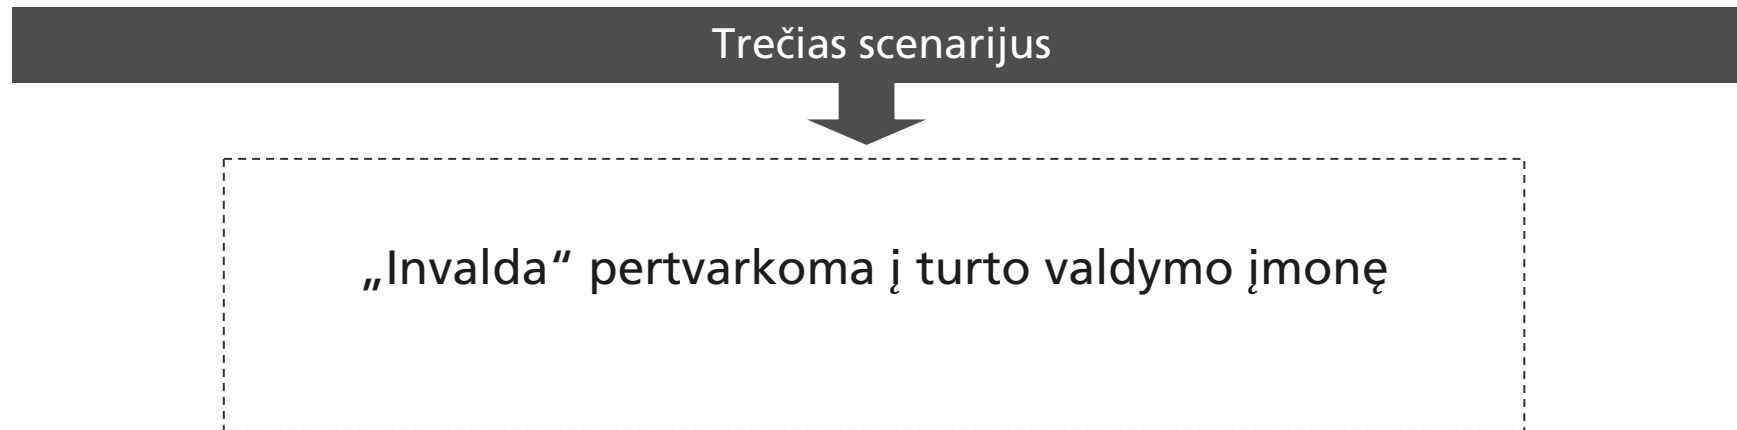 Trečias scenarijus
„Invalda“ pertvarkoma į turto valdymo įmonę